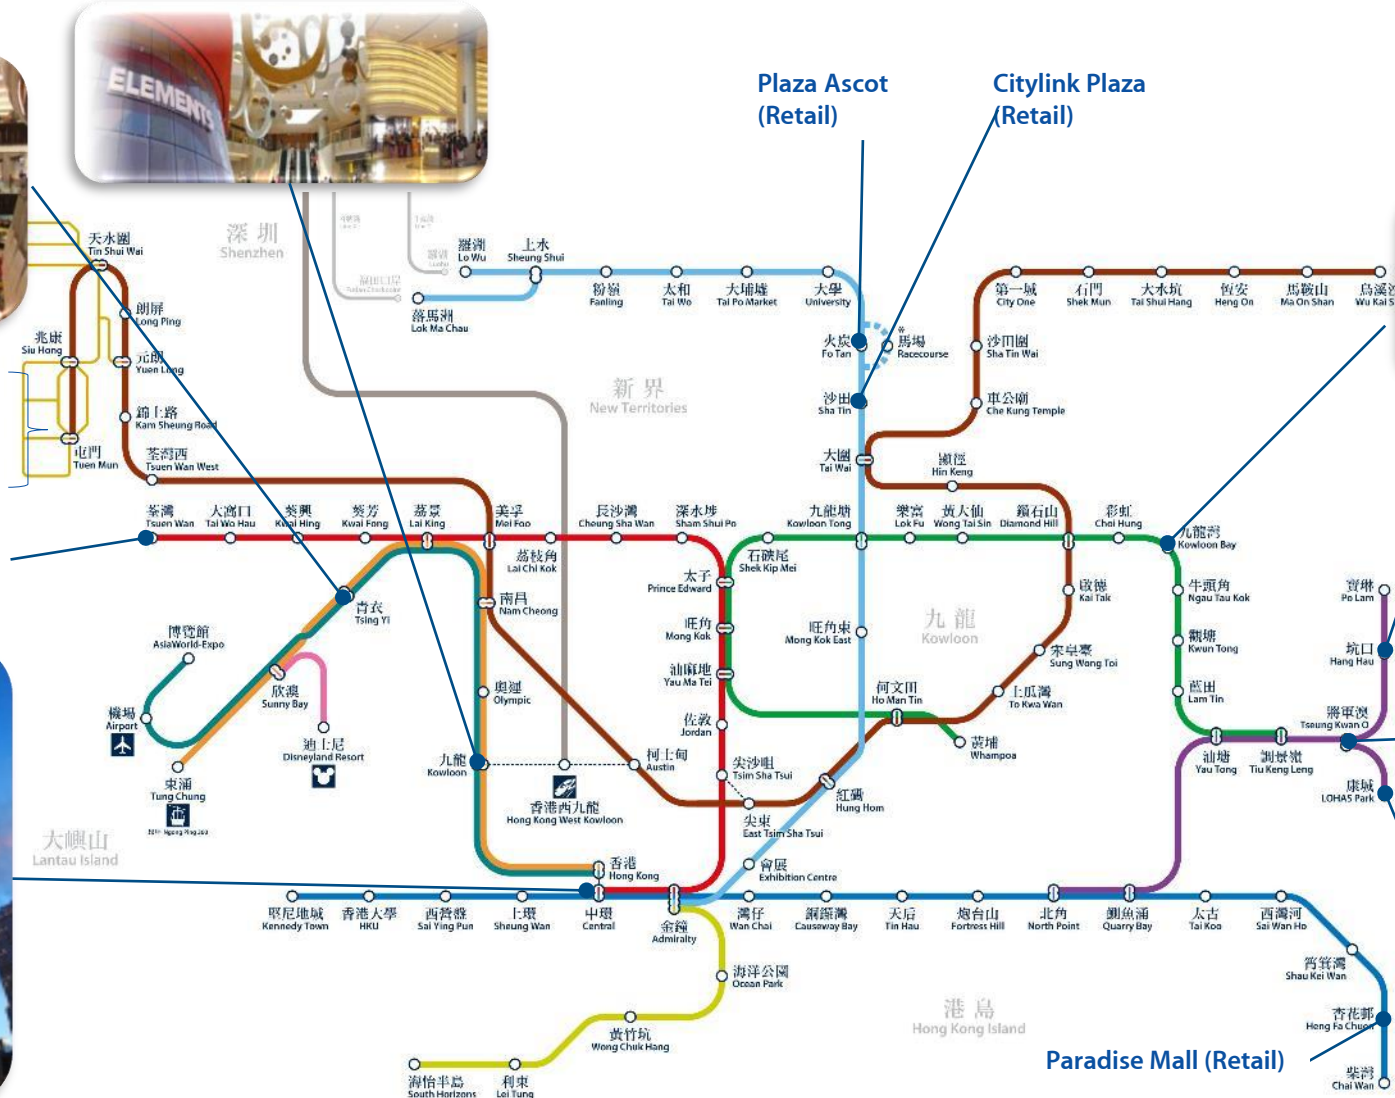 ELEMENTS
Plaza Ascot
(Retail)
Citylink Plaza
(Retail)
深圳
Shenzhen
天水圍
Tin Shui Wai
朗屏
Long Ping
兆康
Siu Hong
元朗
Yuen Long
錦上路
Kam Sheung Road
屯門
Tuen Mun
荃灣西
Tsuen Wan West
羅湖
Lo Wu
上水
Sheung Shui
落馬洲
Lok Ma Chau
粉嶺
Fanling
太和
Tai Wo
大埔墟
Tai Po Market
大學
University
火炭
Fo Tan
馬場
Racecourse
沙田
Sha Tin
大圍
Tai Wai
第一城
City One
石門
Shek Mun
大水坑
Tai Shui Hang
恆安
Heng On
馬鞍山
Ma On Shan
烏溪沙
Wu Kai S
沙田圍
Sha Tin Wai
車公廟
Che Kung Temple
顯徑
Hin Keng
新界
New Territories
荃灣
Tsuen Wan
大窩口
Tai Wo Hau
葵興
Kwai Hing
葵芳
Kwai Fong
荔景
Lai King
美孚
Mei Foo
荔枝角
Lai Chi Kok
長沙灣
Cheung Sha Wan
深水埗
Sham Shui Po
石硤尾
Shek Kip Mei
九龍塘
Kowloon Tong
樂富
Lok Fu
黃大仙
Wong Tai Sin
鑽石山
Diamond Hill
彩虹
Choi Hung
九龍灣
Kowloon Bay
太子
Prince Edward
旺角
Mong Kok
油麻地
Yau Ma Tei
佐敦
Jordan
尖沙咀
Tsim Sha Tsui
尖東
East Tsim Sha Tsui
旺角東
Mong Kok East
九龍
Kowloon
啟德
Kai Tak
宋皇臺
Sung Wong Toi
土瓜灣
To Kwa Wan
何文田
Ho Man Tin
黃埔
Whampoa
紅磡
Hung Hom
牛頭角
Ngau Tau Kok
觀塘
Kwun Tong
藍田
Lam Tin
油塘
Yau Tong
調景嶺
Tiu Keng Leng
寶琳
Po Lam
坑口
Hang Hau
將軍澳
Tseung Kwan O
康城
LOHAS Park
南昌
Nam Cheong
青衣
Tsing Yi
博覽館
AsiaWorld-Expo
機場
Airport
欣澳
Sunny Bay
迪士尼
Disneyland Resort
東涌
Tung Chung
奧運
Olympic
九龍
Kowloon
香港西九龍
Hong Kong West Kowloon
柯士甸
Austin
大嶼山
Lantau Island
香港
Hong Kong
會展
Exhibition Centre
堅尼地城
Kennedy Town
香港大學
HKU
西營盤
Sai Ying Pun
上環
Sheung Wan
中環
Central
金鐘
Admiralty
灣仔
Wan Chai
銅鑼灣
Causeway Bay
天后
Tin Hau
炮台山
Fortress Hill
北角
North Point
鰂魚涌
Quarry Bay
太古
Tai Koo
西灣河
Sai Wan Ho
筲箕灣
Shau Kei Wan
杏花邨
Heng Fa Chuen
柴灣
Chai Wan
海洋公園
Ocean Park
黃竹坑
Wong Chuk Hang
海怡半島
South Horizons
利東
Lei Tung
港島
Hong Kong Island
Paradise Mall (Retail)